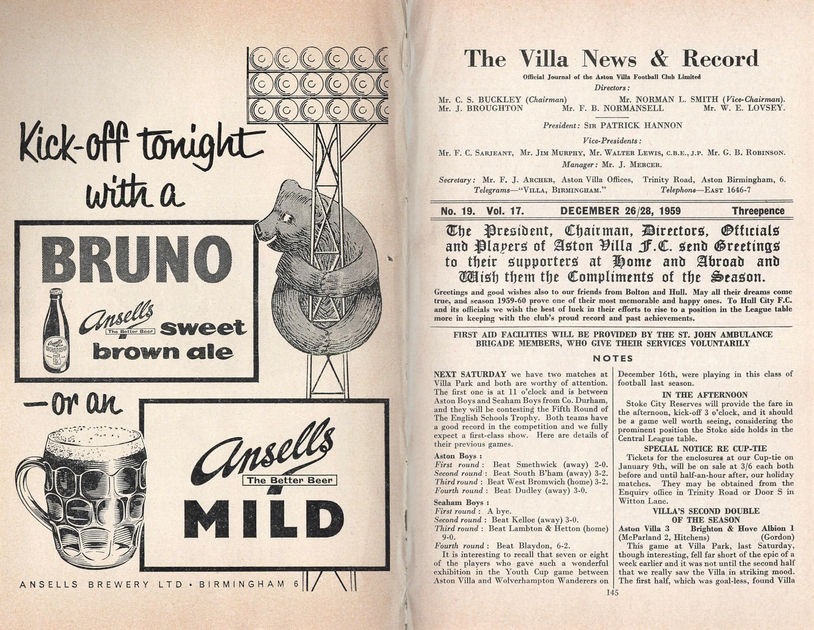 Kick-off tonight
with a
BRUNO
Ansells
The Better Beer
sweet
brown ale
—or an
Ansells
The Better Beer
MILD
ANSELLS BREWERY LTD • BIRMINGHAM 6
The Villa News & Record
Official Journal of the Aston Villa Football Club Limited
Directors:
Mr. C. S. BUCKLEY (Chairman) Mr. NORMAN L. SMITH (Vice-Chairman).
Mr. J. BROUGHTON Mr. F. B. NORMANSELL Mr. W. E. LOVSEY.
President: SIR PATRICK HANNON
Vice-Presidents:
MR. F. C. SARJEANT, MR. JIM MURPHY, MR. WALTER LEWIS, C.B.E., J.P. MR. G. B. ROBINSON.
Manager: MR. J. MERCER.
Secretary: MR. F. J. ARCHER, Aston Villa Offices, Trinity Road, Aston Birmingham, 6.
Telegrams—"VILLA, BIRMINGHAM." Telephone—EAST 1646-7
No. 19. Vol. 17. DECEMBER 26/28, 1959 Threepence
The President, Chairman, Directors, Officials
and Players of Aston Villa F.C. send Greetings
to their supporters at Home and Abroad and
Wish them the Compliments of the Season.
Greetings and good wishes also to our friends from Bolton and Hull. May all their dreams come
true, and season 1959-60 prove one of their most memorable and happy ones. To Hull City F.C.
and its officials we wish the best of luck in their efforts to rise to a position in the League table
more in keeping with the club's proud record and past achievements.
FIRST AID FACILITIES WILL BE PROVIDED BY THE ST. JOHN AMBULANCE
BRIGADE MEMBERS, WHO GIVE THEIR SERVICES VOLUNTARILY
NOTES
NEXT SATURDAY we have two matches at
Villa Park and both are worthy of attention.
The first one is at 11 o'clock and is between
Aston Boys and Seaham Boys from Co. Durham,
and they will be contesting the Fifth Round of
The English Schools Trophy. Both teams have
a good record in the competition and we fully
expect a first-class show. Here are details of
their previous games.
Aston Boys :
First round : Beat Smethwick (away) 2-0.
Second round : Beat South B'ham (away) 3-2.
Third round : Beat West Bromwich (home) 3-2.
Fourth round : Beat Dudley (away) 3-0.
Seaham Boys:
First round : A bye.
Second round : Beat Kelloe (away) 3-0.
Third round : Beat Lambton & Hetton (home)
9-0.
Fourth round : Beat Blaydon, 6-2.
It is interesting to recall that seven or eight
of the players who gave such a wonderful
exhibition in the Youth Cup game between
Aston Villa and Wolverhampton Wanderers on
December 16th, were playing in this class of
football last season.
IN THE AFTERNOON
Stoke City Reserves will provide the fare in
the afternoon, kick-off 3 o'clock, and it should
be a game well worth seeing, considering the
prominent position the Stoke side holds in the
Central League table.
SPECIAL NOTICE RE CUP-TIE
Tickets for the enclosures at our Cup-tie on
January 9th, will be on sale at 3/6 each both
before and until half-an-hour after, our holiday
matches. They may be obtained from the
Enquiry office in Trinity Road or Door S in
Witton Lane.
VILLA'S SECOND DOUBLE
OF THE SEASON
Aston Villa 3 Brighton & Hove Albion 1
(McParland 2, Hitchens) (Gordon)
This game at Villa Park, last Saturday,
though interesting, fell far short of the epic of a
week earlier and it was not until the second half
that we really saw the Villa in striking mood.
The first half, which was goal-less, found Villa
145